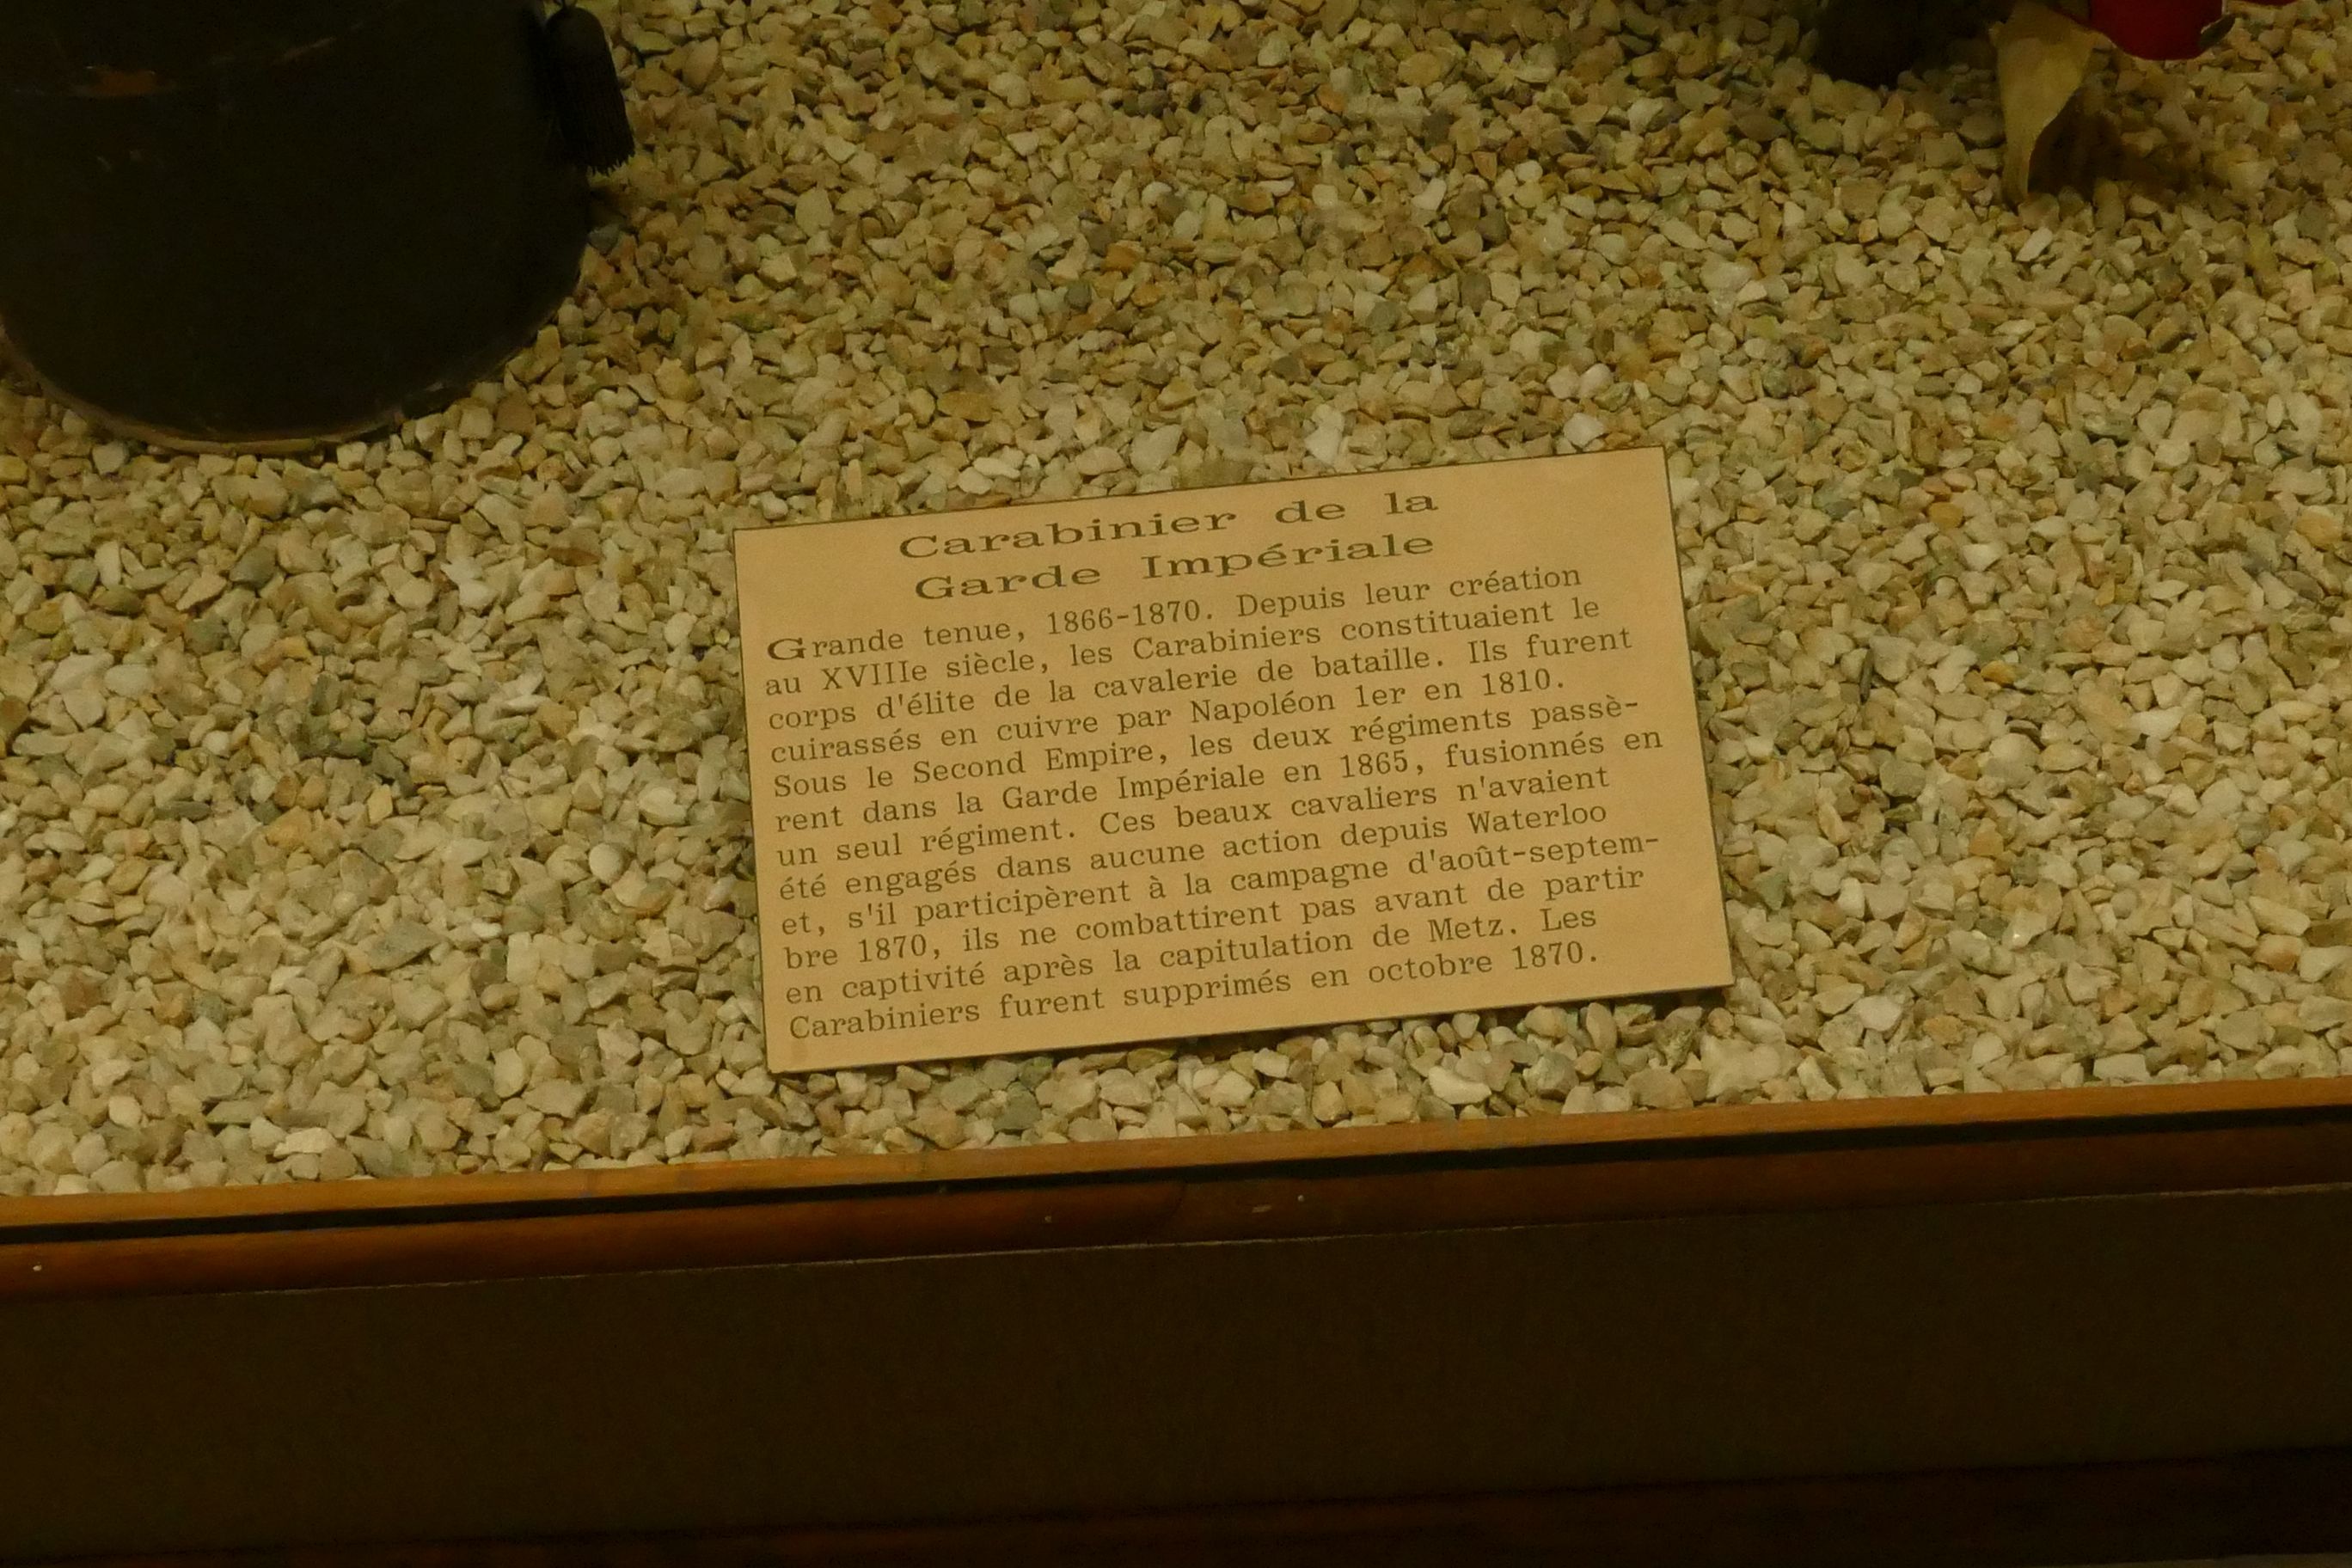 Carabinier de la
Garde Impériale
Grande tenue, 1866-1870. Depuis leur création
au XVIIIe siècle, les Carabiniers constituaient le
corps d'élite de la cavalerie de bataille. Ils furent
cuirassés en cuivre par Napoléon 1er en 1810.
Sous le Second Empire, les deux régiments passè-
rent dans la Garde Impériale en 1865, fusionnés en
un seul régiment. Ces beaux cavaliers n'avaient
été engagés dans aucune action depuis Waterloo
et, s'il participèrent à la campagne d'août-septem-
bre 1870, ils ne combattirent pas avant de partir
en captivité après la capitulation de Metz. Les
Carabiniers furent supprimés en octobre 1870.